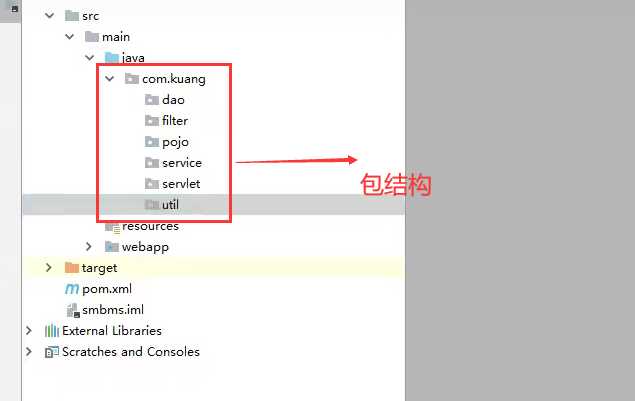 src
main
java
com.kuang
dao
filter
pojo
service
servlet
util
包结构
resources
webapp
target
pom.xml
smbms.iml
External Libraries
Scratches and Consoles